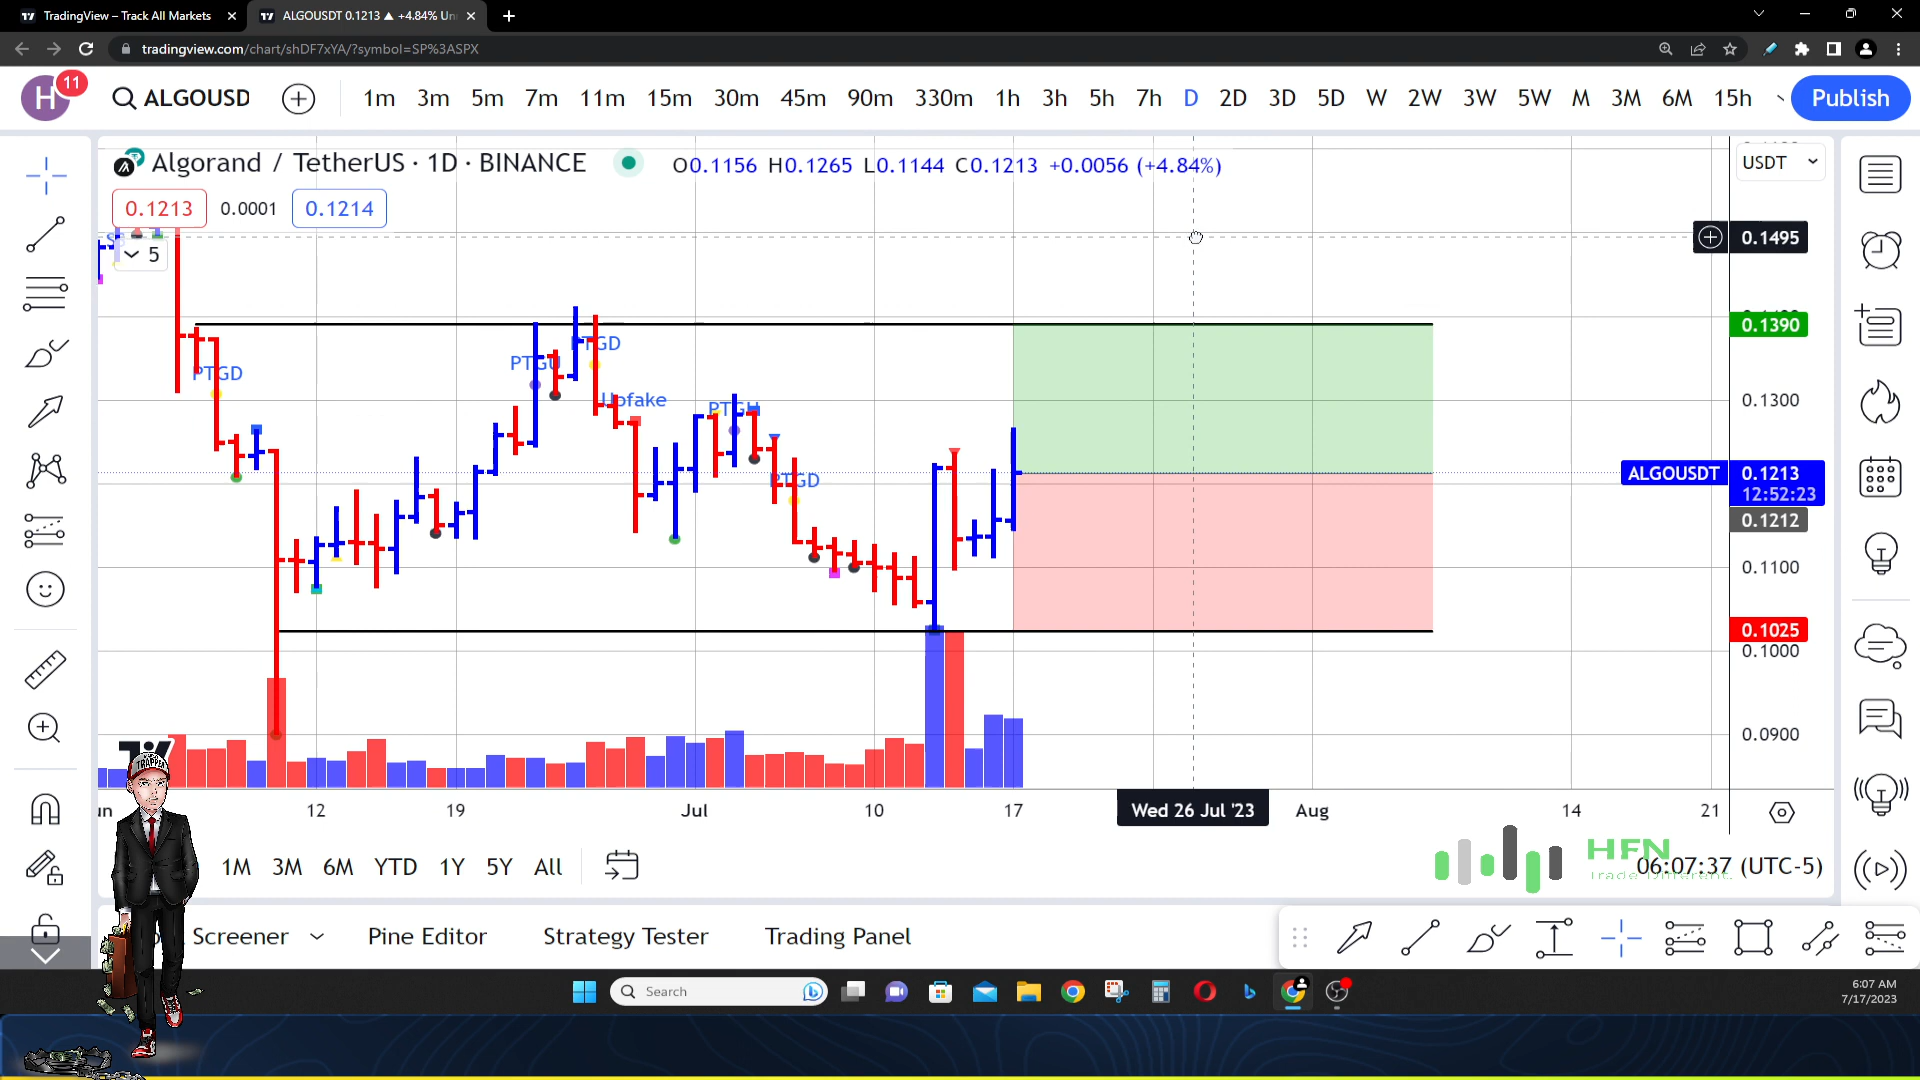 TradingView – Track All Markets
ALGOUSDT 0.1213 ▲ +4.84% Un
tradingview.com/chart/shDF7xYA/?symbol=SP%3ASPX
H
11
ALGOUSD
1m 3m 5m 7m 11m 15m 30m 45m 90m 330m 1h 3h 5h 7h D 2D 3D 5D W 2W 3W 5W M 3M 6M 15h
Publish
Algorand / TetherUS · 1D · BINANCE
O0.1156 H0.1265 L0.1144 C0.1213 +0.0056 (+4.84%)
USDT
0.1213 0.0001 0.1214
5
0.1495
0.1390
PTGD
PTGU
PTGD
Upfake
PTGU
PTGD
0.1300
ALGOUSDT 0.1213
12:52:23
0.1212
0.1100
0.1025
0.1000
0.0900
un 12 19 Jul 10 17 Wed 26 Jul '23 Aug 14 21
TRAPPER
1M 3M 6M YTD 1Y 5Y All
HFN
Trade Different.
06:07:37 (UTC-5)
Screener Pine Editor Strategy Tester Trading Panel
Search
6:07 AM
7/17/2023